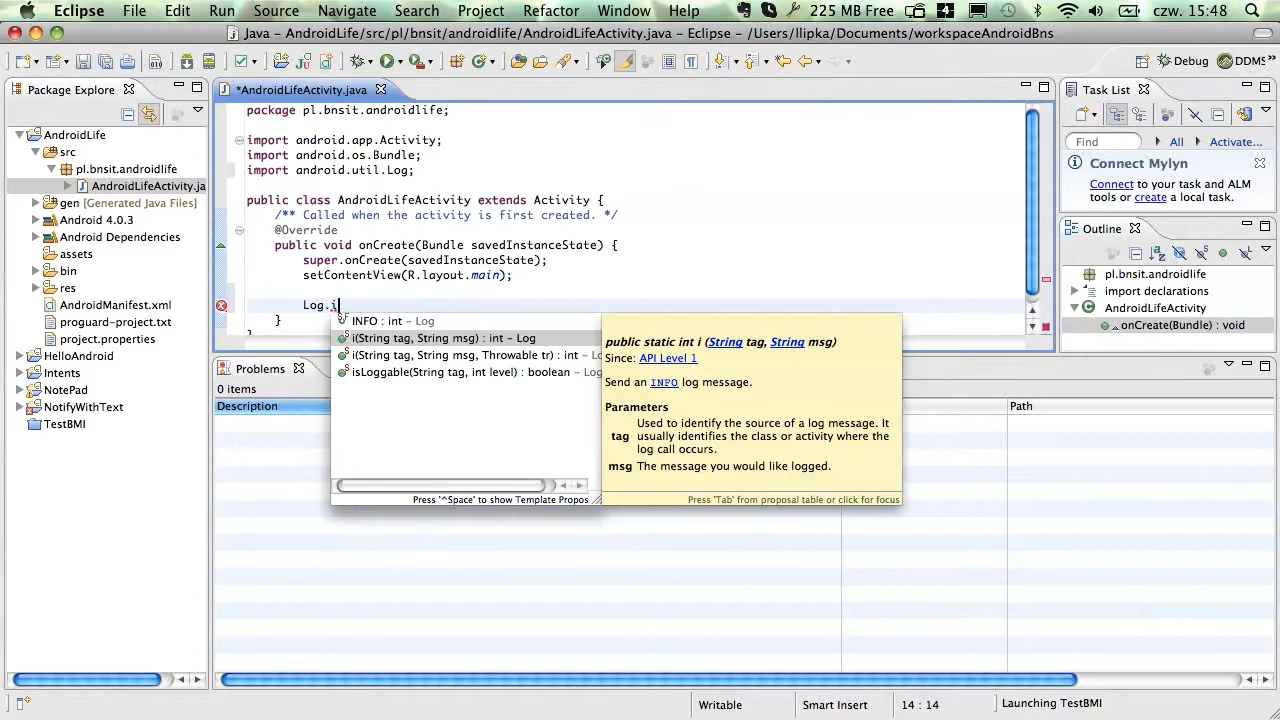 Eclipse File Edit Run Source Navigate Search Project Refactor Window Help 225 MB Free czw. 15:48
Java – AndroidLife/src/pl/bnsit/androidlife/AndroidLifeActivity.java – Eclipse – /Users/llipka/Documents/workspaceAndroidBns
Debug DDMS
Package Explore
AndroidLife
src
pl.bnsit.androidlife
AndroidLifeActivity.ja
gen [Generated Java Files]
Android 4.0.3
Android Dependencies
assets
bin
res
AndroidManifest.xml
proguard-project.txt
project.properties
HelloAndroid
Intents
NotePad
NotifyWithText
TestBMI
*AndroidLifeActivity.java
package pl.bnsit.androidlife;
import android.app.Activity;
import android.os.Bundle;
import android.util.Log;
public class AndroidLifeActivity extends Activity {
/** Called when the activity is first created. */
@Override
public void onCreate(Bundle savedInstanceState) {
super.onCreate(savedInstanceState);
setContentView(R.layout.main);
Log.i
}
INFO : int – Log
i(String tag, String msg) : int – Log
i(String tag, String msg, Throwable tr) : int – Lo
isLoggable(String tag, int level) : boolean – Log
Press '^Space' to show Template Propos
public static int i (String tag, String msg)
Since: API Level 1
Send an INFO log message.
Parameters
tag Used to identify the source of a log message. It
usually identifies the class or activity where the
log call occurs.
msg The message you would like logged.
Press 'Tab' from proposal table or click for focus
Task List
Find All Activate...
Connect Mylyn
Connect to your task and ALM
tools or create a local task.
Outline
pl.bnsit.androidlife
import declarations
AndroidLifeActivity
onCreate(Bundle) : void
Problems
0 items
Description Path
Writable Smart Insert 14 : 14 Launching TestBMI